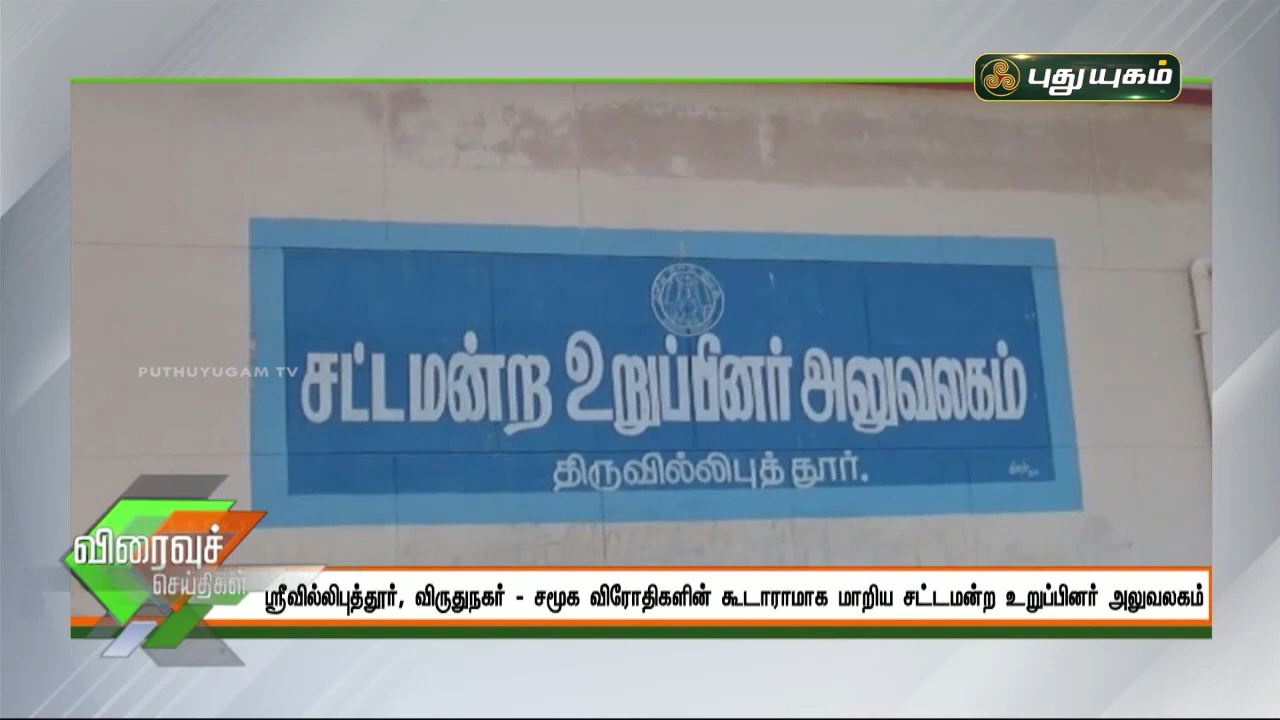 புதுயுகம்
சட்டமன்ற உறுப்பினர் அலுவலகம்
PUTHUYUGAM TV
திருவில்லிபுத்தூர்.
விரைவுச்
செய்திகள்
ஸ்ரீவில்லிபுத்தூர், விருதுநகர் - சமூக விரோதிகளின் கூடாராமாக மாறிய சட்டமன்ற உறுப்பினர் அலுவலகம்